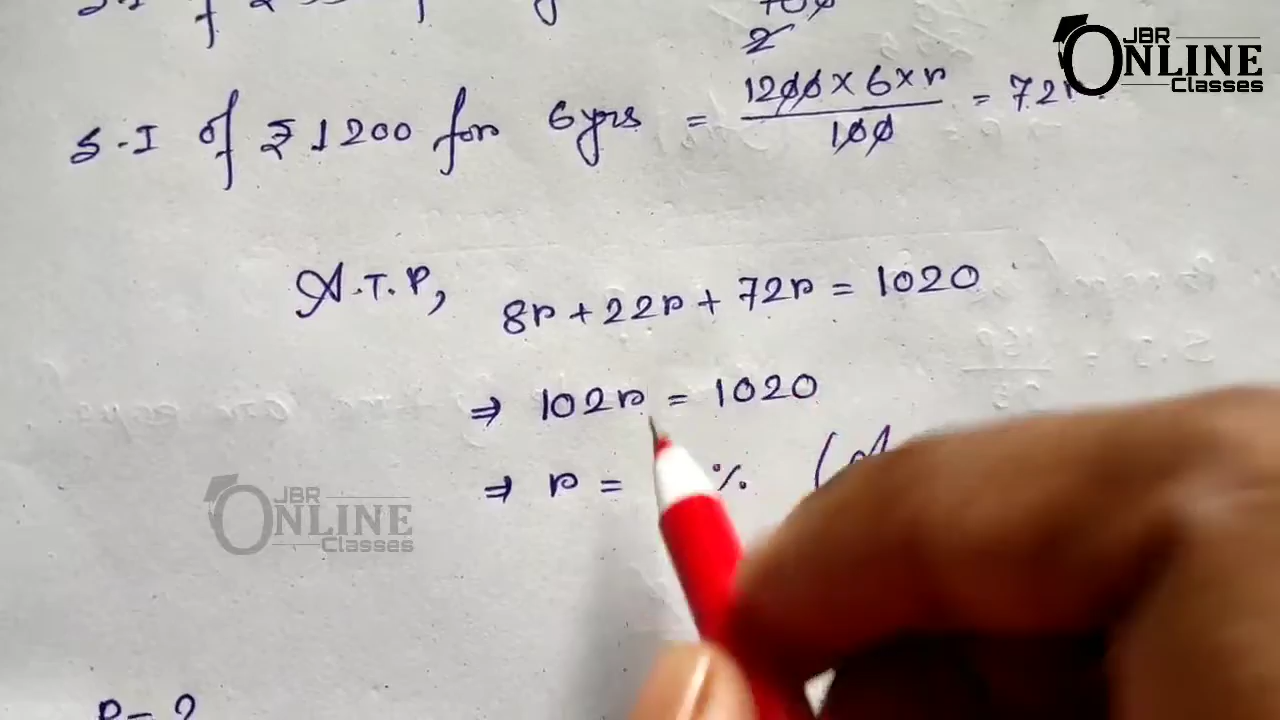 JBR
ONLINE
Classes
S.I of ₹ 1200 for 6yrs = 1200 x 6 x r / 100 = 72r.
A.T.P, 8r + 22r + 72r = 1020
⇒ 102r = 1020
⇒ r = %
JBR
ONLINE
Classes